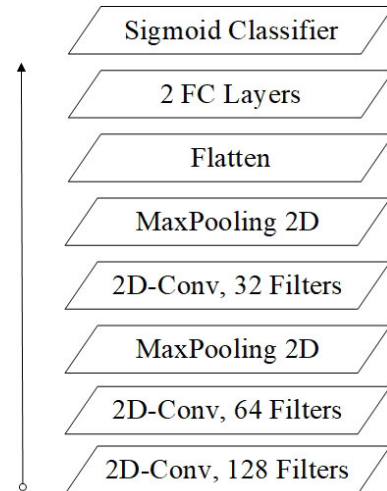 Sigmoid Classifier
2 FC Layers
Flatten
MaxPooling 2D
2D-Conv, 32 Filters
MaxPooling 2D
2D-Conv, 64 Filters
2D-Conv, 128 Filters